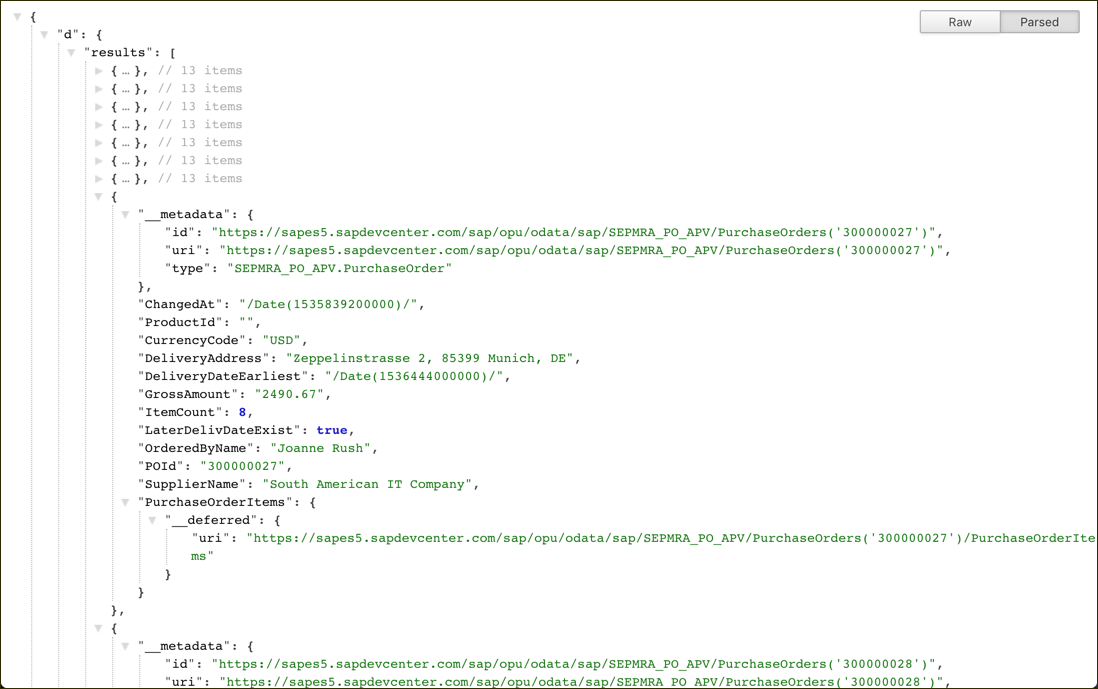 {
Raw
Parsed
"d": {
"results": [
{ … }, // 13 items
{ … }, // 13 items
{ … }, // 13 items
{ … }, // 13 items
{ … }, // 13 items
{ … }, // 13 items
{ … }, // 13 items
{
"__metadata": {
"id": "https://sapes5.sapdevcenter.com/sap/opu/odata/sap/SEPMRA_PO_APV/PurchaseOrders('300000027')",
"uri": "https://sapes5.sapdevcenter.com/sap/opu/odata/sap/SEPMRA_PO_APV/PurchaseOrders('300000027')",
"type": "SEPMRA_PO_APV.PurchaseOrder"
},
"ChangedAt": "/Date(1535839200000)/",
"ProductId": "",
"CurrencyCode": "USD",
"DeliveryAddress": "Zeppelinstrasse 2, 85399 Munich, DE",
"DeliveryDateEarliest": "/Date(1536444000000)/",
"GrossAmount": "2490.67",
"ItemCount": 8,
"LaterDelivDateExist": true,
"OrderedByName": "Joanne Rush",
"POId": "300000027",
"SupplierName": "South American IT Company",
"PurchaseOrderItems": {
"__deferred": {
"uri": "https://sapes5.sapdevcenter.com/sap/opu/odata/sap/SEPMRA_PO_APV/PurchaseOrders('300000027')/PurchaseOrderIte
ms"
}
}
},
{
"__metadata": {
"id": "https://sapes5.sapdevcenter.com/sap/opu/odata/sap/SEPMRA_PO_APV/PurchaseOrders('300000028')",
"uri": "https://sapes5.sapdevcenter.com/sap/opu/odata/sap/SEPMRA_PO_APV/PurchaseOrders('300000028')",